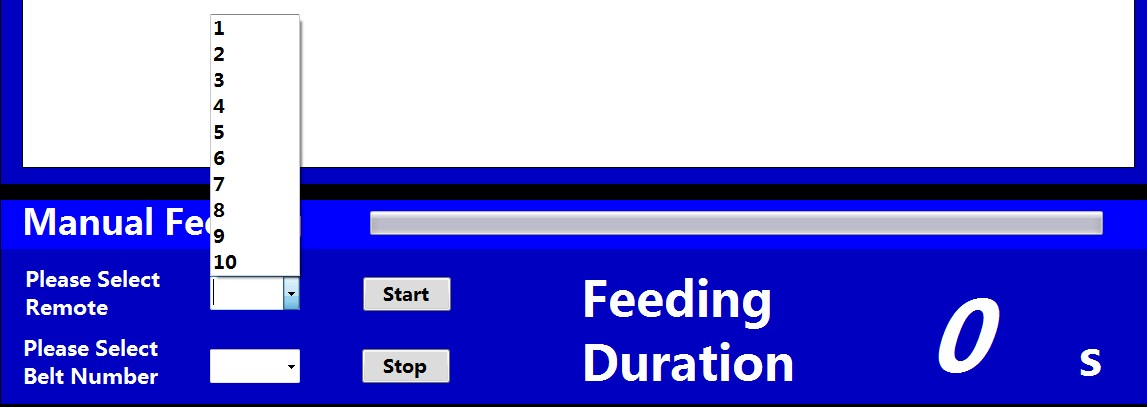 1
2
3
4
5
6
7
8
9
10
Manual Fe
Please Select
Remote
Start
Feeding
Duration
0
s
Please Select
Belt Number
Stop